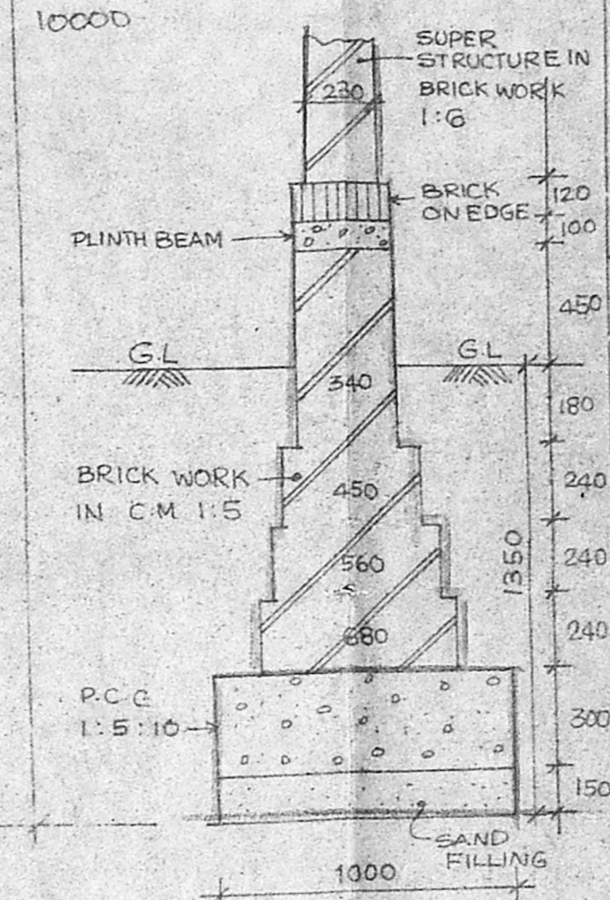 10000
SUPER
STRUCTURE IN
BRICK WORK
1:6
230
BRICK
ON EDGE
120
100
PLINTH BEAM
450
G.L
G.L
340
180
BRICK WORK
IN C.M 1:5
450
240
560
240
1350
680
240
P.C.C
1:5:10
300
150
SAND
FILLING
1000